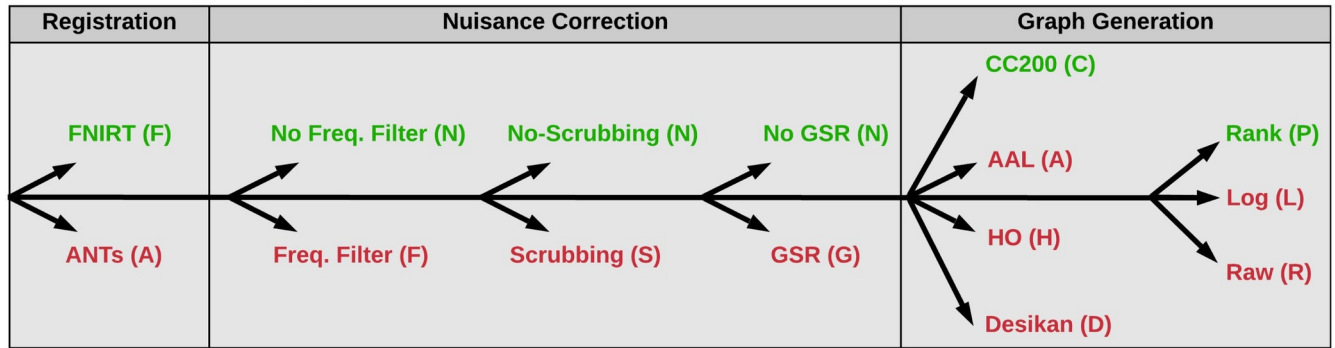 Registration
Nuisance Correction
Graph Generation
FNIRT (F)
ANTs (A)
No Freq. Filter (N)
Freq. Filter (F)
No-Scrubbing (N)
Scrubbing (S)
No GSR (N)
GSR (G)
CC200 (C)
AAL (A)
HO (H)
Desikan (D)
Rank (P)
Log (L)
Raw (R)